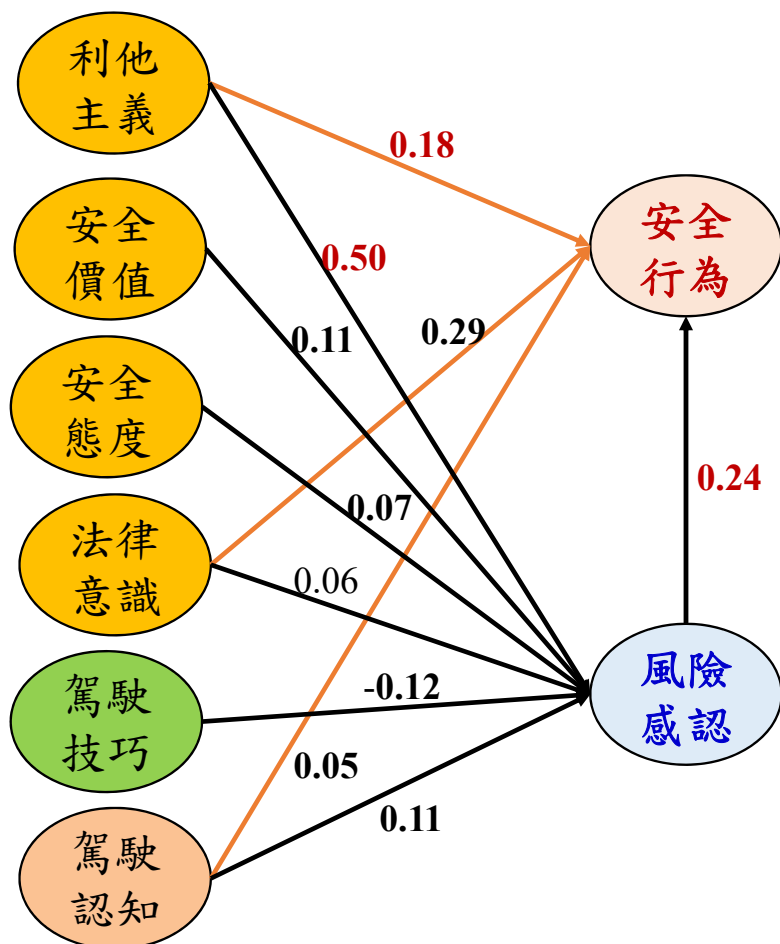 利他
主義
0.18
安全
行為
安全
價值
0.50
0.11
0.29
安全
態度
0.07
0.24
法律
意識
0.06
駕駛
技巧
-0.12
風險
感認
0.05
0.11
駕駛
認知